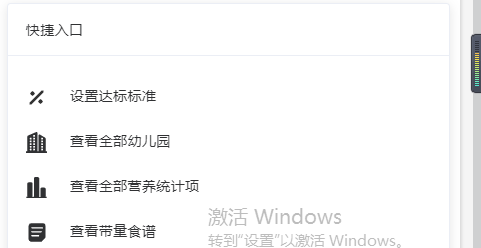 快捷入口
设置达标标准
查看全部幼儿园
查看全部营养统计项
查看带量食谱
激活 Windows
转到"设置"以激活 Windows。